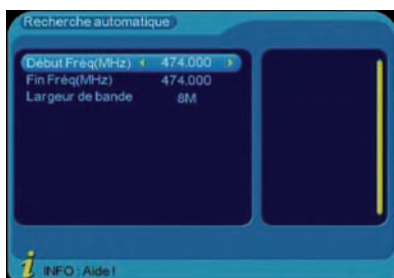 Recherche automatique
Début Fréq(MHz) 474.000
Fin Fréq(MHz) 474.000
Largeur de bande 8M
i INFO : Aide !